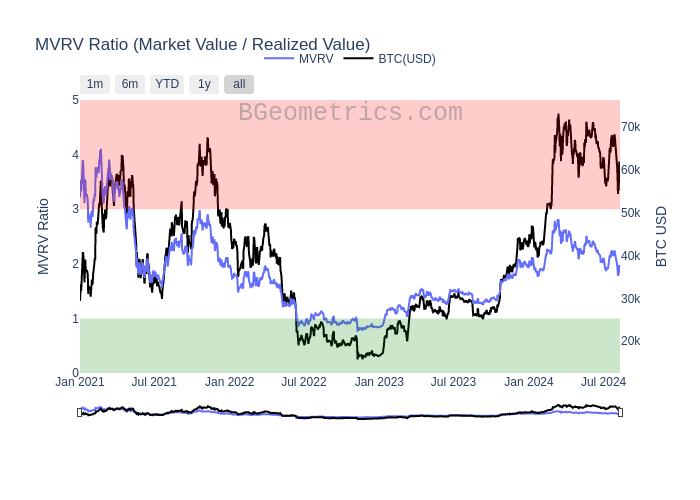 MVRV Ratio (Market Value / Realized Value)
MVRV BTC(USD)
1m 6m YTD 1y all
BGeometrics.com
5
4
3
2
1
0
MVRV Ratio
70k
60k
50k
40k
30k
20k
BTC USD
Jan 2021 Jul 2021 Jan 2022 Jul 2022 Jan 2023 Jul 2023 Jan 2024 Jul 2024